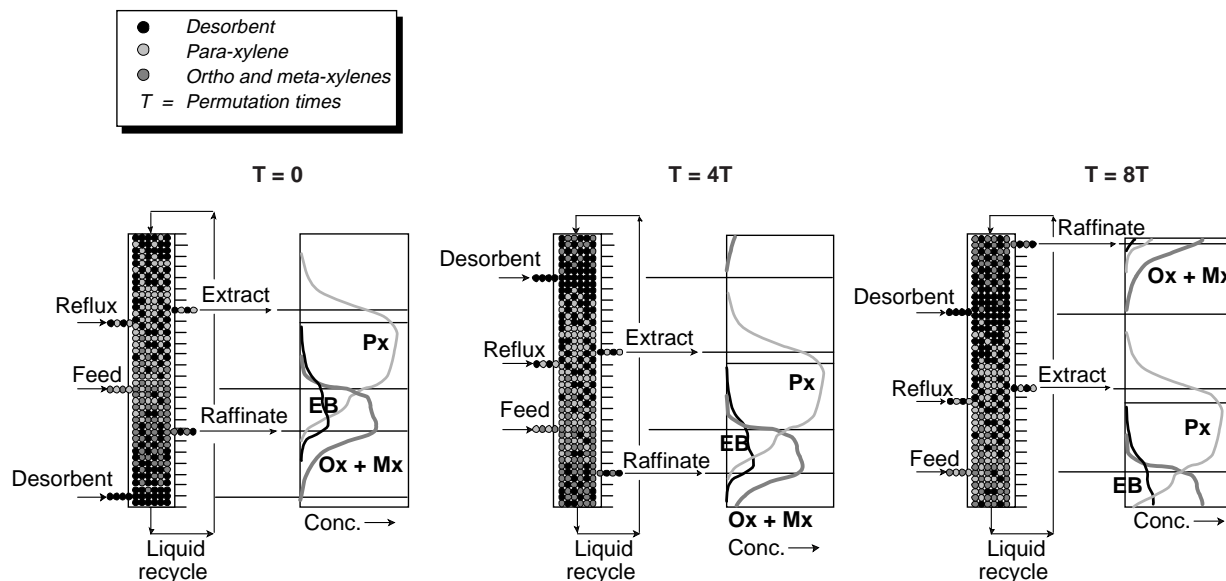 Desorbent
Para-xylene
Ortho and meta-xylenes
T = Permutation times
T = 0
Reflux
Extract
Px
Feed
EB
Raffinate
Ox + Mx
Desorbent
Conc.
Liquid
recycle
T = 4T
Desorbent
Extract
Reflux
Px
Feed
EB
Raffinate
Ox + Mx
Conc.
Liquid
recycle
T = 8T
Raffinate
Ox + Mx
Desorbent
Extract
Reflux
Px
Feed
EB
Conc.
Liquid
recycle